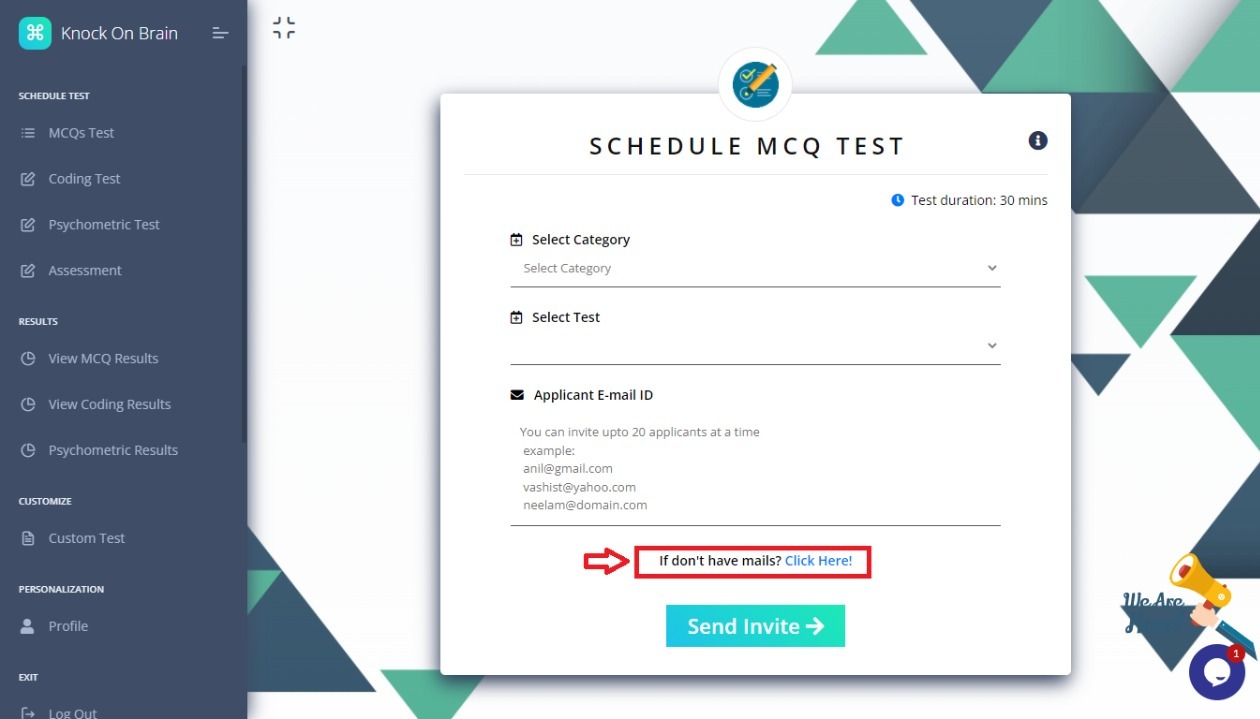 Knock On Brain
SCHEDULE TEST
MCQs Test
Coding Test
Psychometric Test
Assessment
RESULTS
View MCQ Results
View Coding Results
Psychometric Results
CUSTOMIZE
Custom Test
PERSONALIZATION
Profile
EXIT
Log Out
SCHEDULE MCQ TEST
Test duration: 30 mins
Select Category
Select Category
Select Test
Applicant E-mail ID
You can invite upto 20 applicants at a time
example:
anil@gmail.com
vashist@yahoo.com
neelam@domain.com
If don't have mails? Click Here!
Send Invite
We Are
1